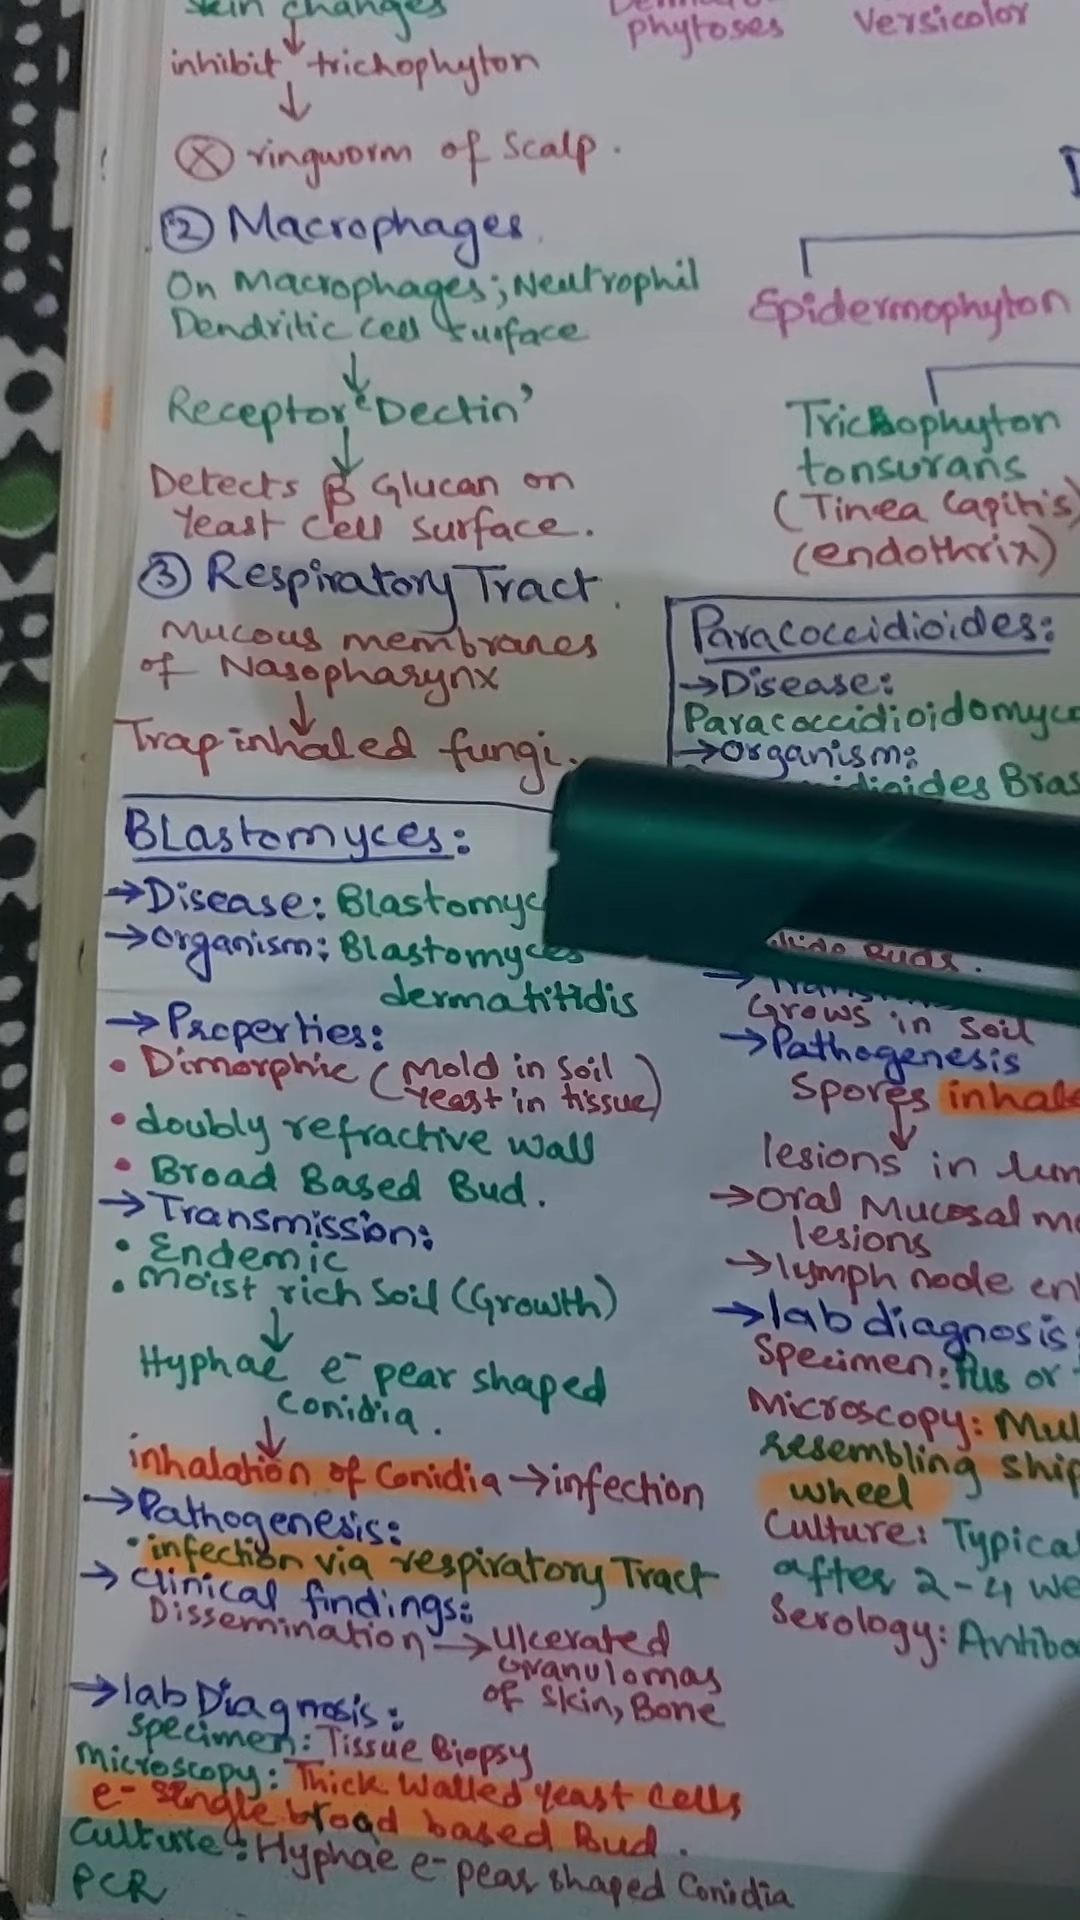 skin changes
↓
inhibit trichophyton
↓
Ⓧ ringworm of Scalp.
② Macrophages.
On Macrophages; Neutrophil
Dendritic cell surface
↓
Receptor 'Dectin'
↓
Detects β Glucan on
Yeast cell surface.
③ Respiratory Tract.
Mucous membranes
of Nasopharynx
↓
Trap inhaled fungi.
Blastomyces:
→Disease:
→Organism: Blastomyces
dermatitidis
→Properties:
• Dimorphic (Mold in Soil
Yeast in tissue)
• doubly refractive wall
• Broad Based Bud.
→Transmission:
• Endemic
• Moist rich Soil (Growth)
↓
Hyphae e- pear shaped
Conidia.
↓
inhalation of Conidia →infection
→Pathogenesis:
• infection via respiratory Tract
→ Clinical findings:
Dissemination →Ulcerated
Granulomas
of Skin, Bone
→lab Diagnosis:
Specimen: Tissue Biopsy
Microscopy: Thick Walled yeast cells
e- single broad based Bud.
Culture: Hyphae e- pear shaped Conidia
PCR
phytoses Versicolor
Epidermophyton
Trichophyton
tonsurans
(Tinea Capitis)
(endothrix)
Paracoccidioides:
→Disease:
→Organism:
Buds.
Grows in soil
→Pathogenesis
Spores
↓
lesions in
→Oral Mucosal
lesions
→lymph node
→lab diagnosis:
Specimen: Pus or
Microscopy:
resembling
wheel
Culture:
after 2-4
Serology: